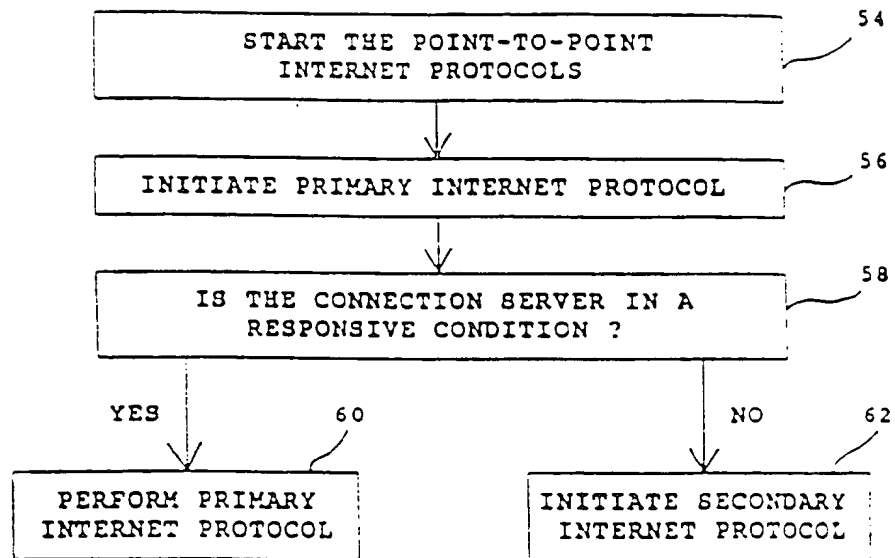 54
START THE POINT-TO-POINT
INTERNET PROTOCOLS
56
INITIATE PRIMARY INTERNET PROTOCOL
58
IS THE CONNECTION SERVER IN A
RESPONSIVE CONDITION ?
YES
60
NO
62
PERFORM PRIMARY
INTERNET PROTOCOL
INITIATE SECONDARY
INTERNET PROTOCOL